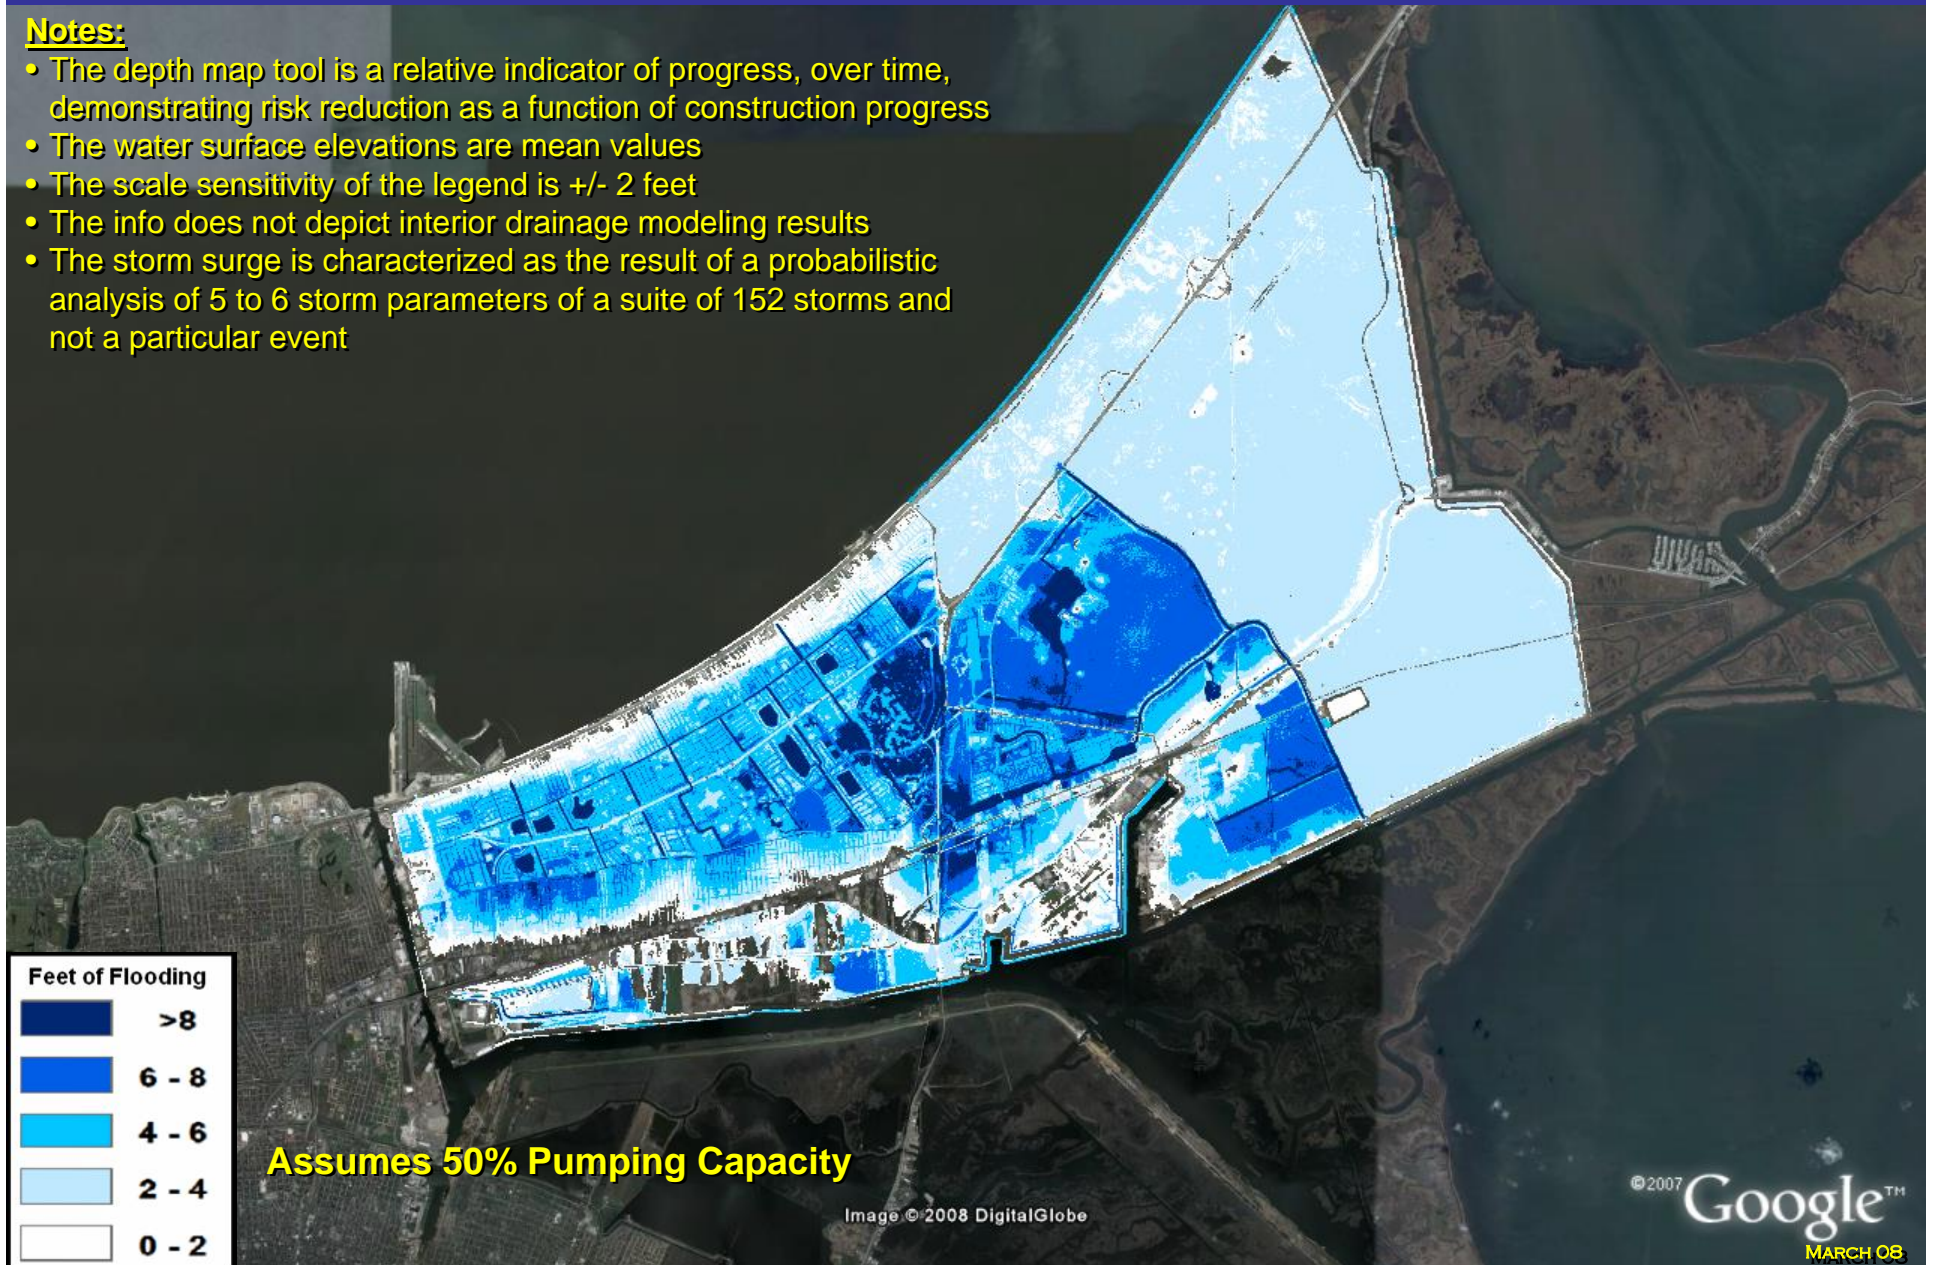 Notes:
• The depth map tool is a relative indicator of progress, over time,
demonstrating risk reduction as a function of construction progress
• The water surface elevations are mean values
• The scale sensitivity of the legend is +/- 2 feet
• The info does not depict interior drainage modeling results
• The storm surge is characterized as the result of a probabilistic
analysis of 5 to 6 storm parameters of a suite of 152 storms and
not a particular event
Feet of Flooding
>8
6 - 8
4 - 6
2 - 4
0 - 2
Assumes 50% Pumping Capacity
Image © 2008 DigitalGlobe
©2007 Google™
MARCH 08